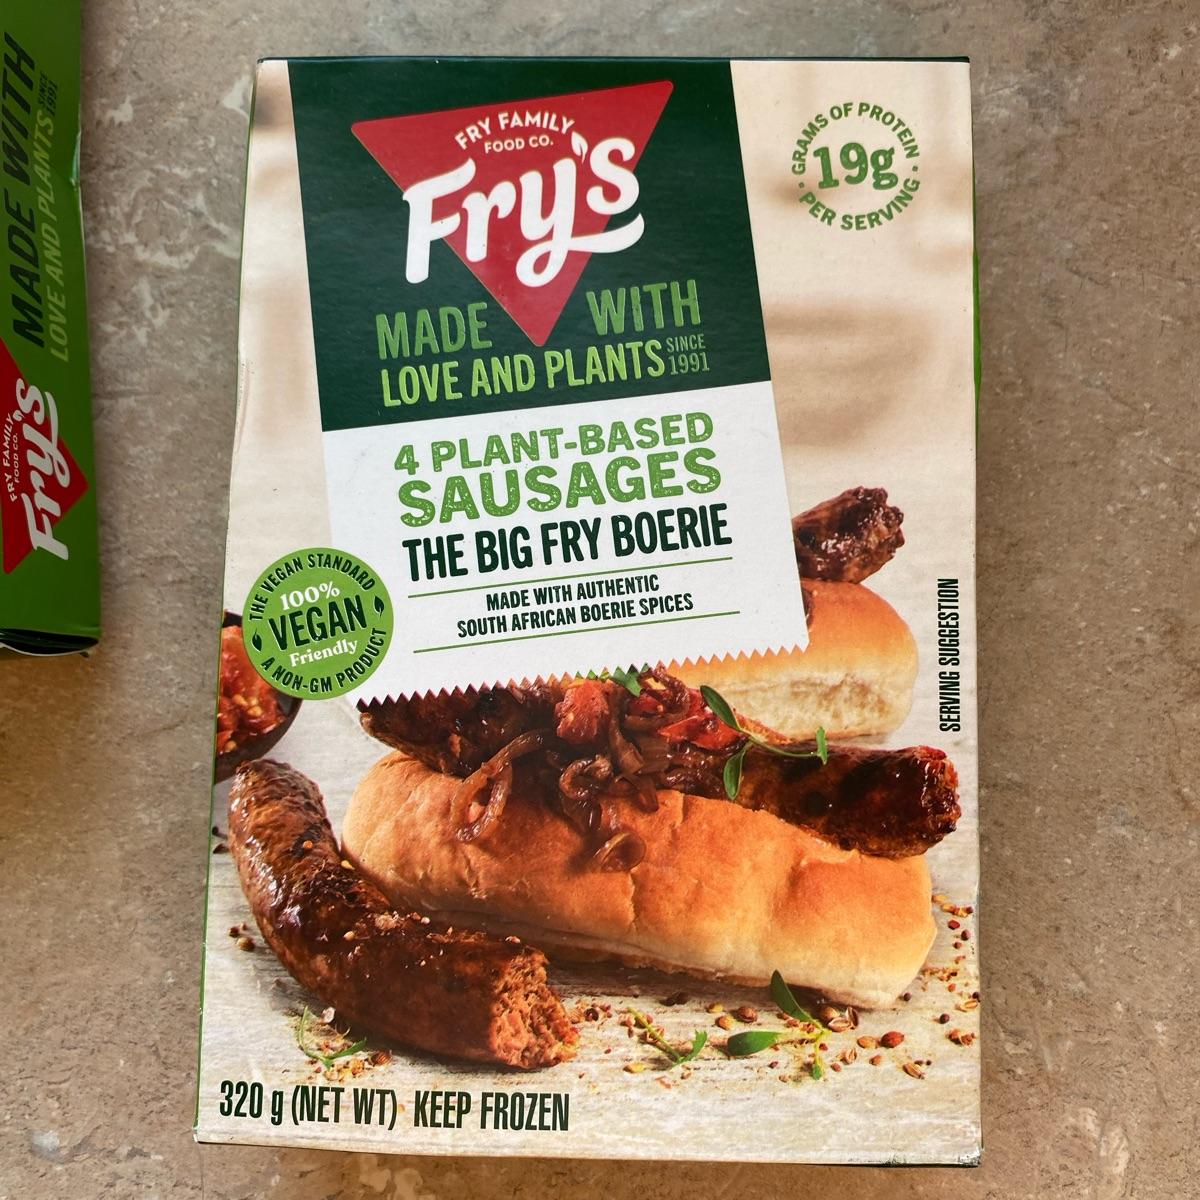 FRY FAMILY
FOOD CO.
Fry's
MADE WITH
LOVE AND PLANTS SINCE 1991
GRAMS OF PROTEIN
19g
PER SERVING
4 PLANT-BASED
SAUSAGES
THE BIG FRY BOERIE
MADE WITH AUTHENTIC
SOUTH AFRICAN BOERIE SPICES
THE VEGAN STANDARD
100%
VEGAN
Friendly
A NON-GM PRODUCT
SERVING SUGGESTION
320 g (NET WT) KEEP FROZEN
MADE WITH
LOVE AND PLANTS SINCE 1991
FRY FAMILY
FOOD CO.
Fry's